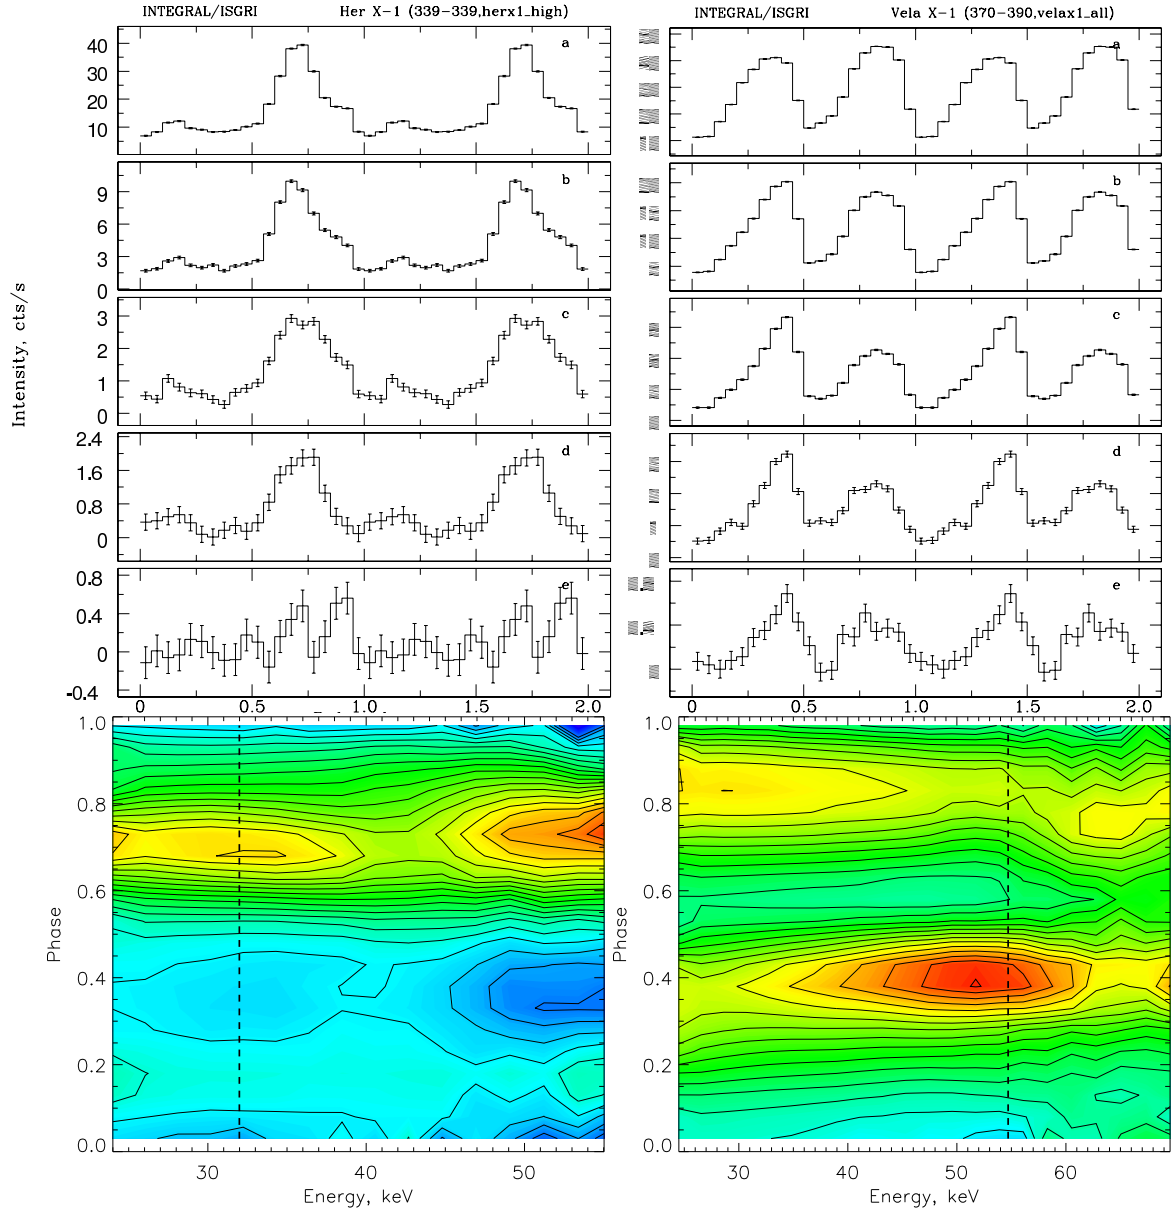 INTEGRAL/ISGRI Her X-1 (339-339,herx1_high)
INTEGRAL/ISGRI Vela X-1 (370-390,velax1_all)
Intensity, cts/s
a
40
30
20
10
b
9
6
3
0
c
3
2
1
0
d
2.4
1.6
0.8
0
e
0.8
0.4
0
-0.4
0 0.5 1.0 1.5 2.0
a
b
c
d
e
0 0.5 1.0 1.5 2.0
Phase
1.0
0.8
0.6
0.4
0.2
0.0
30 40 50
Energy, keV
Phase
1.0
0.8
0.6
0.4
0.2
0.0
30 40 50 60
Energy, keV